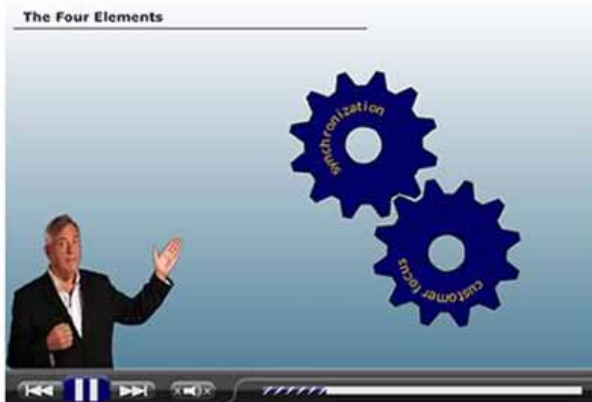 The Four Elements
synchronization
customer focus